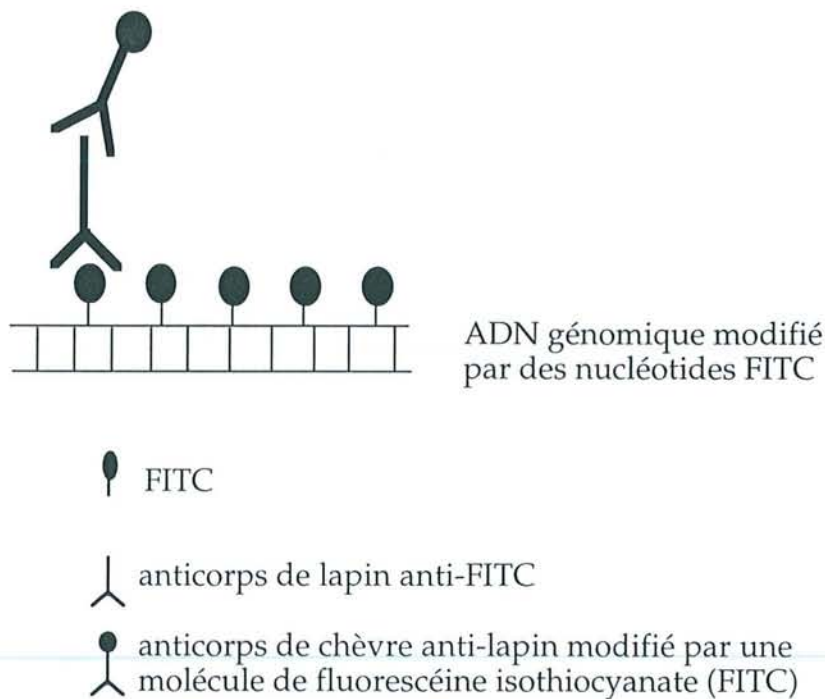 ADN génomique modifié
par des nucléotides FITC
FITC
anticorps de lapin anti-FITC
anticorps de chèvre anti-lapin modifié par une
molécule de fluorescéine isothiocyanate (FITC)